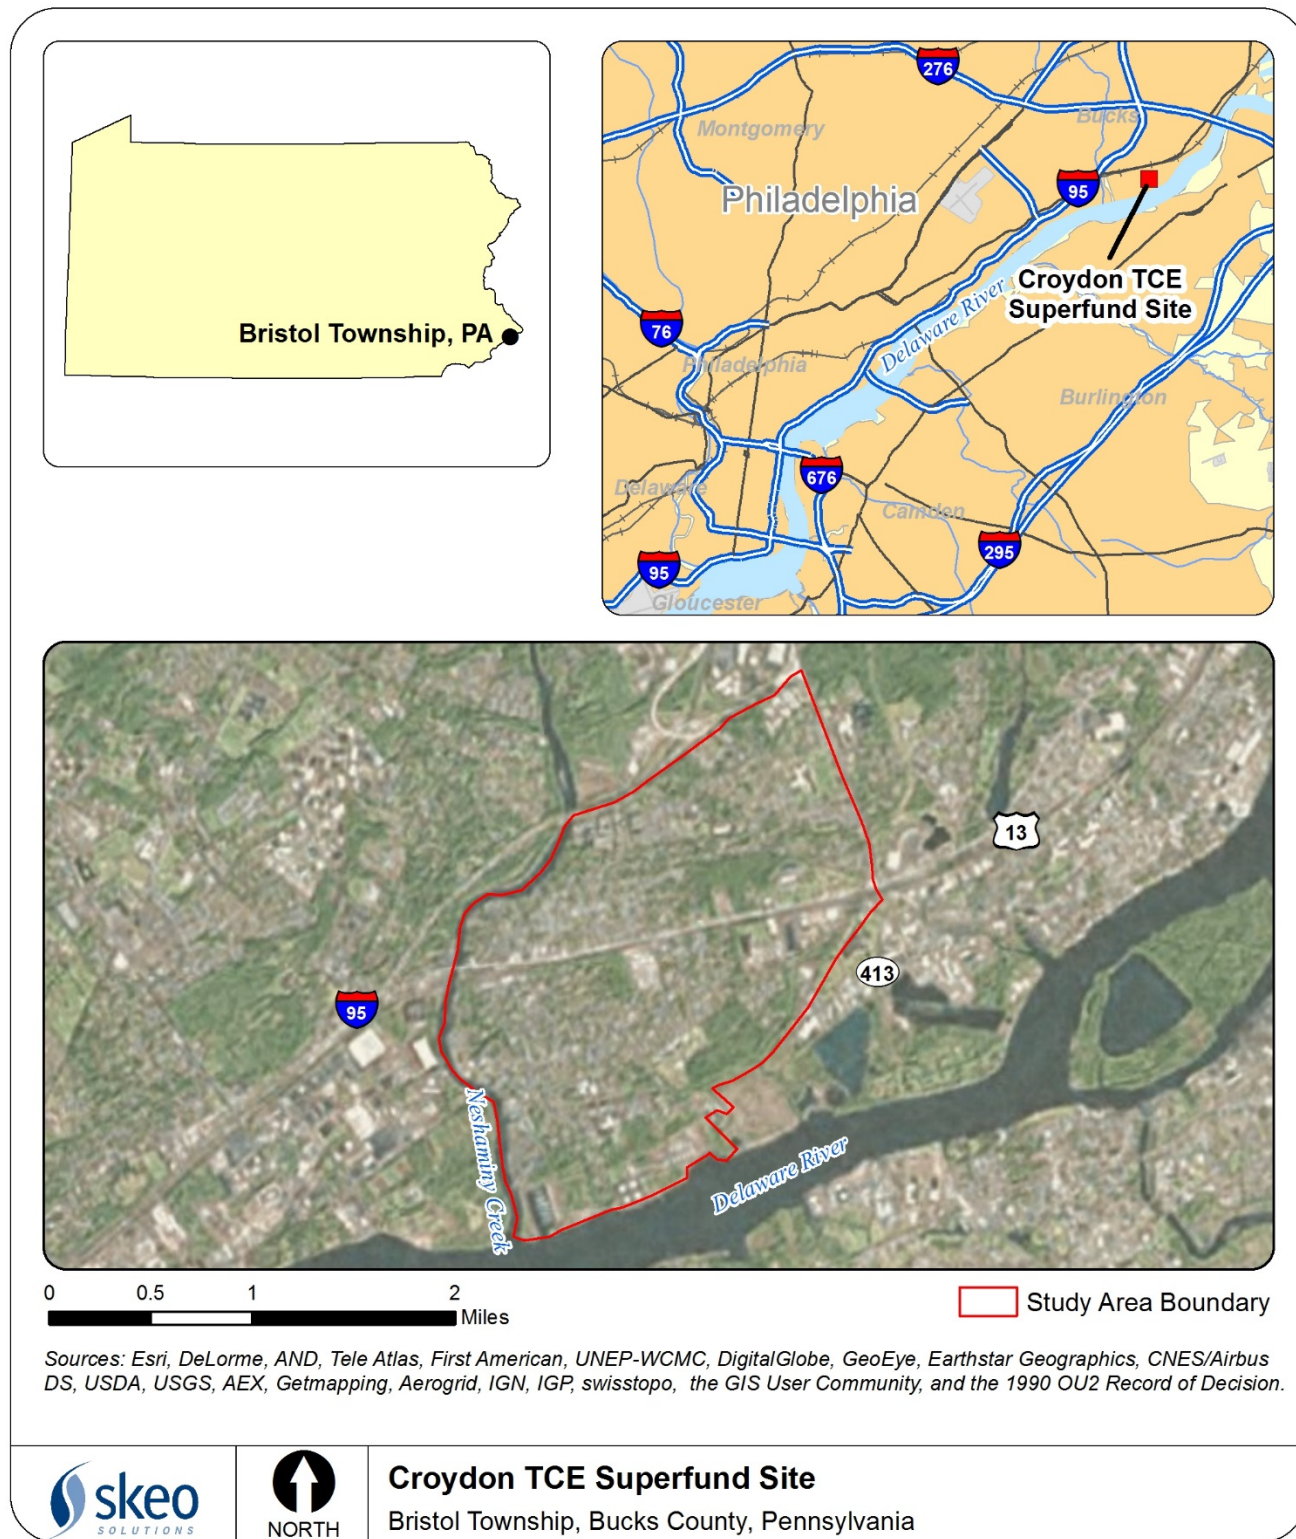 Bristol Township, PA
276
Montgomery
Bucks
Philadelphia
95
Croydon TCE
Superfund Site
Delaware River
76
Philadelphia
Burlington
676
Delaware
Camden
295
95
Gloucester
13
413
95
Neshaminy Creek
Delaware River
0 0.5 1 2
Miles
Study Area Boundary
Sources: Esri, DeLorme, AND, Tele Atlas, First American, UNEP-WCMC, DigitalGlobe, GeoEye, Earthstar Geographics, CNES/Airbus
DS, USDA, USGS, AEX, Getmapping, Aerogrid, IGN, IGP, swisstopo, the GIS User Community, and the 1990 OU2 Record of Decision.
skeo
SOLUTIONS
NORTH
Croydon TCE Superfund Site
Bristol Township, Bucks County, Pennsylvania